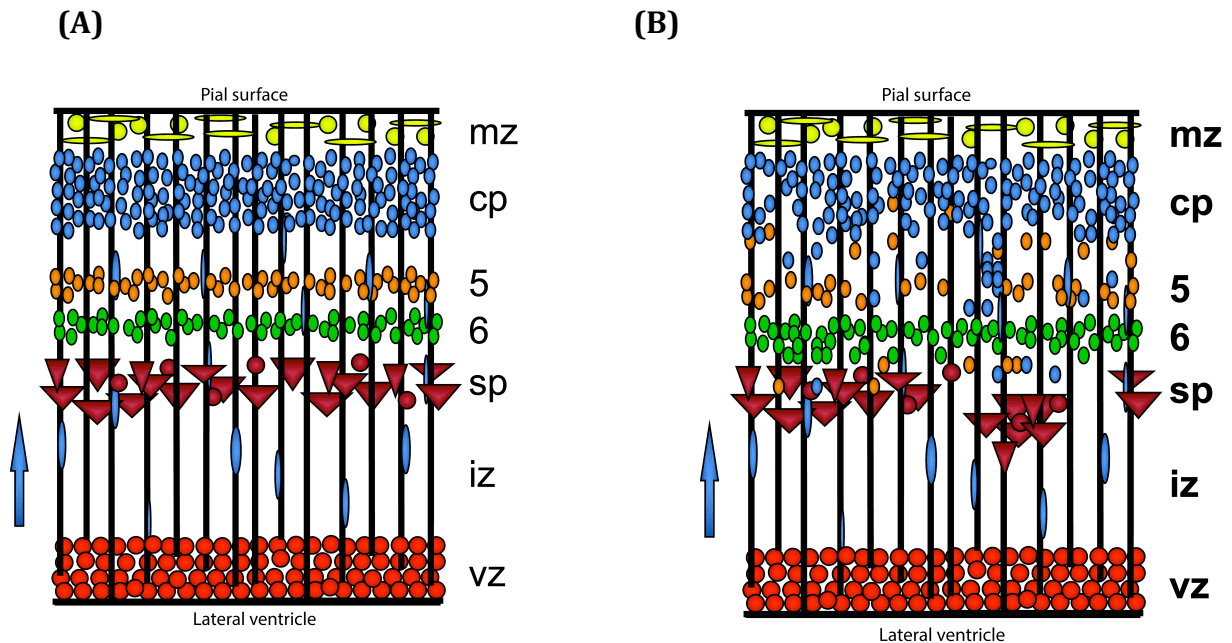 (A)
Pial surface
mz
cp
5
6
sp
iz
vz
Lateral ventricle
(B)
Pial surface
mz
cp
5
6
sp
iz
vz
Lateral ventricle